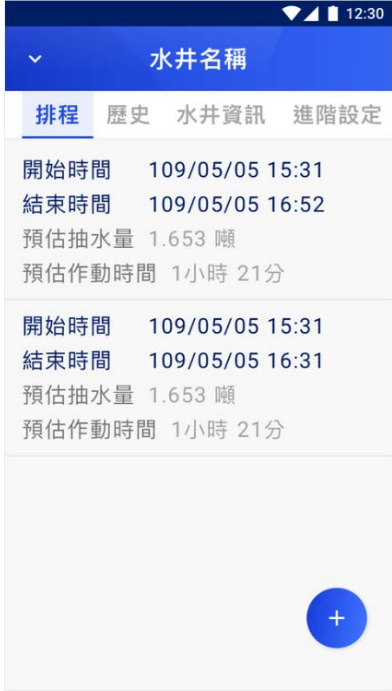 12:30
水井名稱
排程 歷史 水井資訊 進階設定
開始時間 109/05/05 15:31
結束時間 109/05/05 16:52
預估抽水量 1.653 噸
預估作動時間 1小時 21分
開始時間 109/05/05 15:31
結束時間 109/05/05 16:31
預估抽水量 1.653 噸
預估作動時間 1小時 21分
+